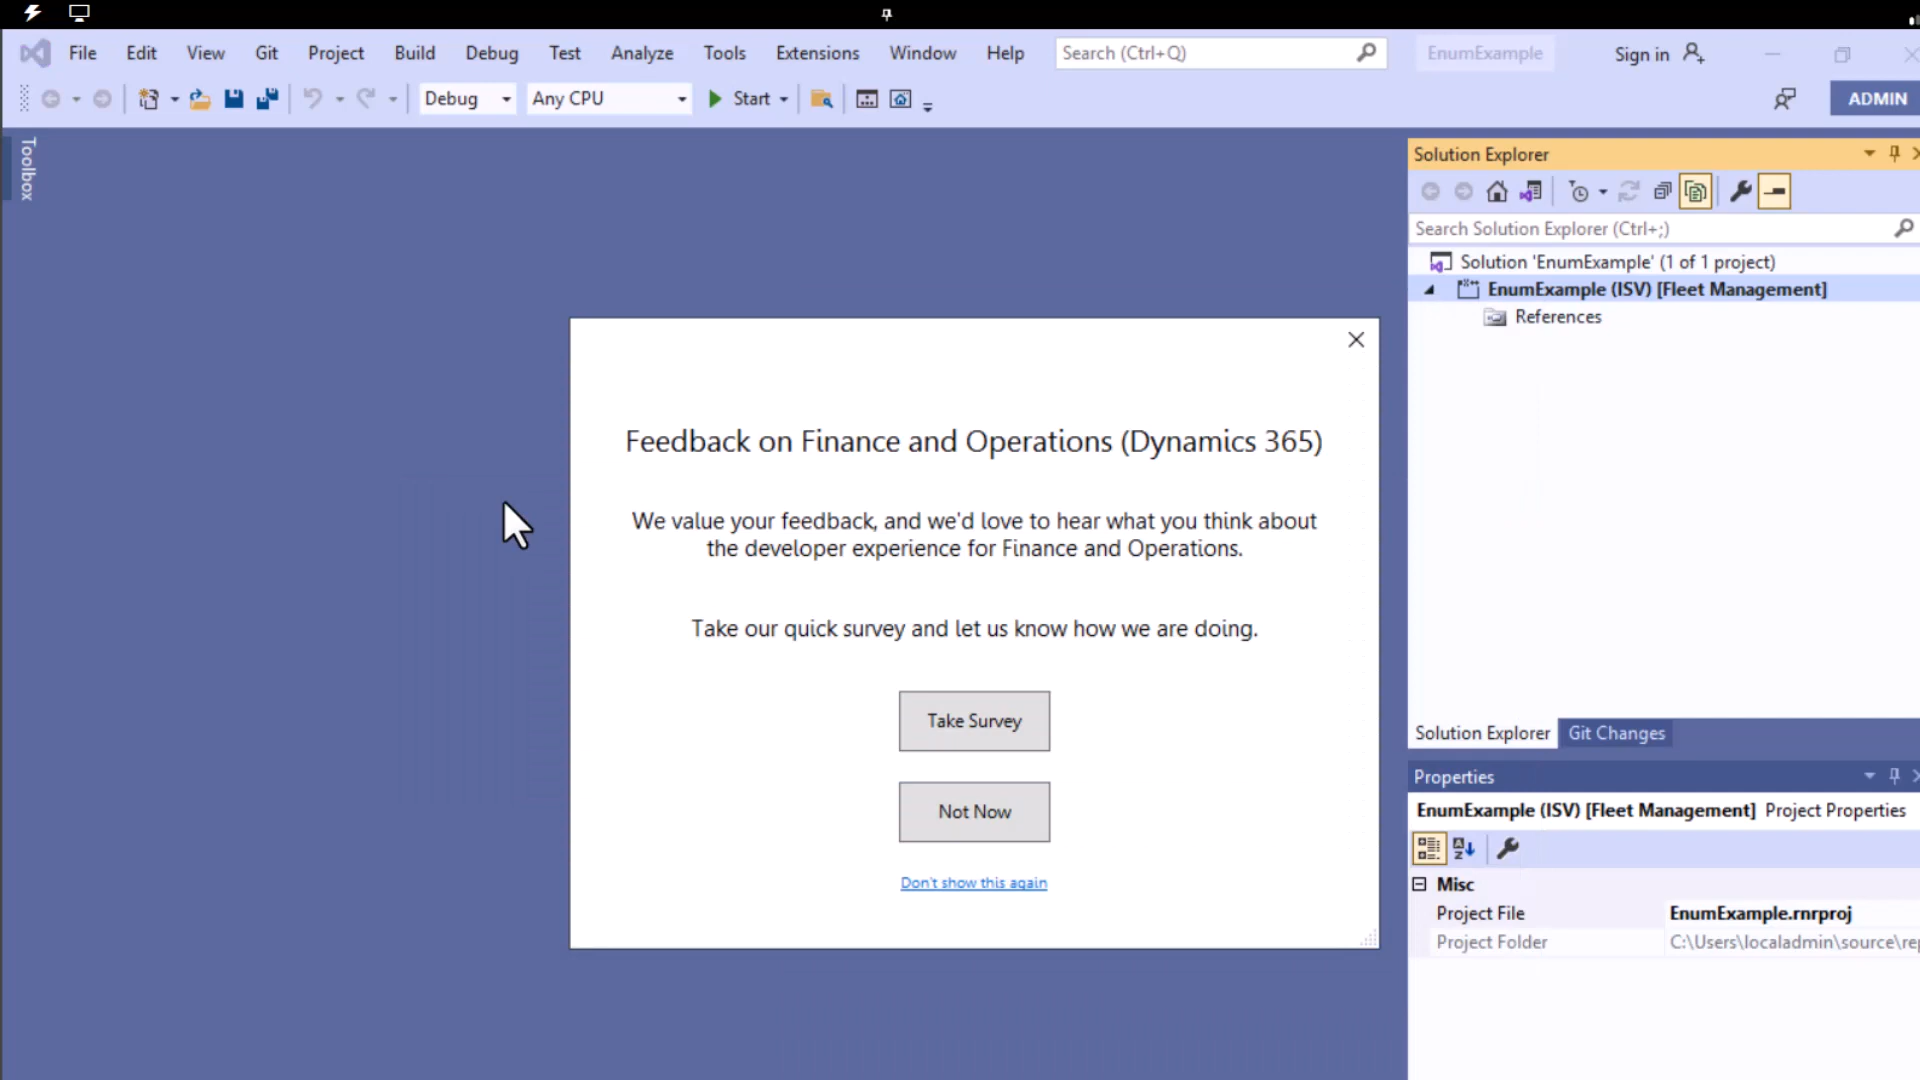 File Edit View Git Project Build Debug Test Analyze Tools Extensions Window Help Search (Ctrl+Q) EnumExample Sign in
Debug Any CPU Start ADMIN
Toolbox
Solution Explorer
Search Solution Explorer (Ctrl+;)
Solution 'EnumExample' (1 of 1 project)
EnumExample (ISV) [Fleet Management]
References
Feedback on Finance and Operations (Dynamics 365)
We value your feedback, and we'd love to hear what you think about
the developer experience for Finance and Operations.
Take our quick survey and let us know how we are doing.
Take Survey
Not Now
Don't show this again
Solution Explorer Git Changes
Properties
EnumExample (ISV) [Fleet Management] Project Properties
Misc
Project File EnumExample.rnrproj
Project Folder C:\Users\localadmin\source\rep